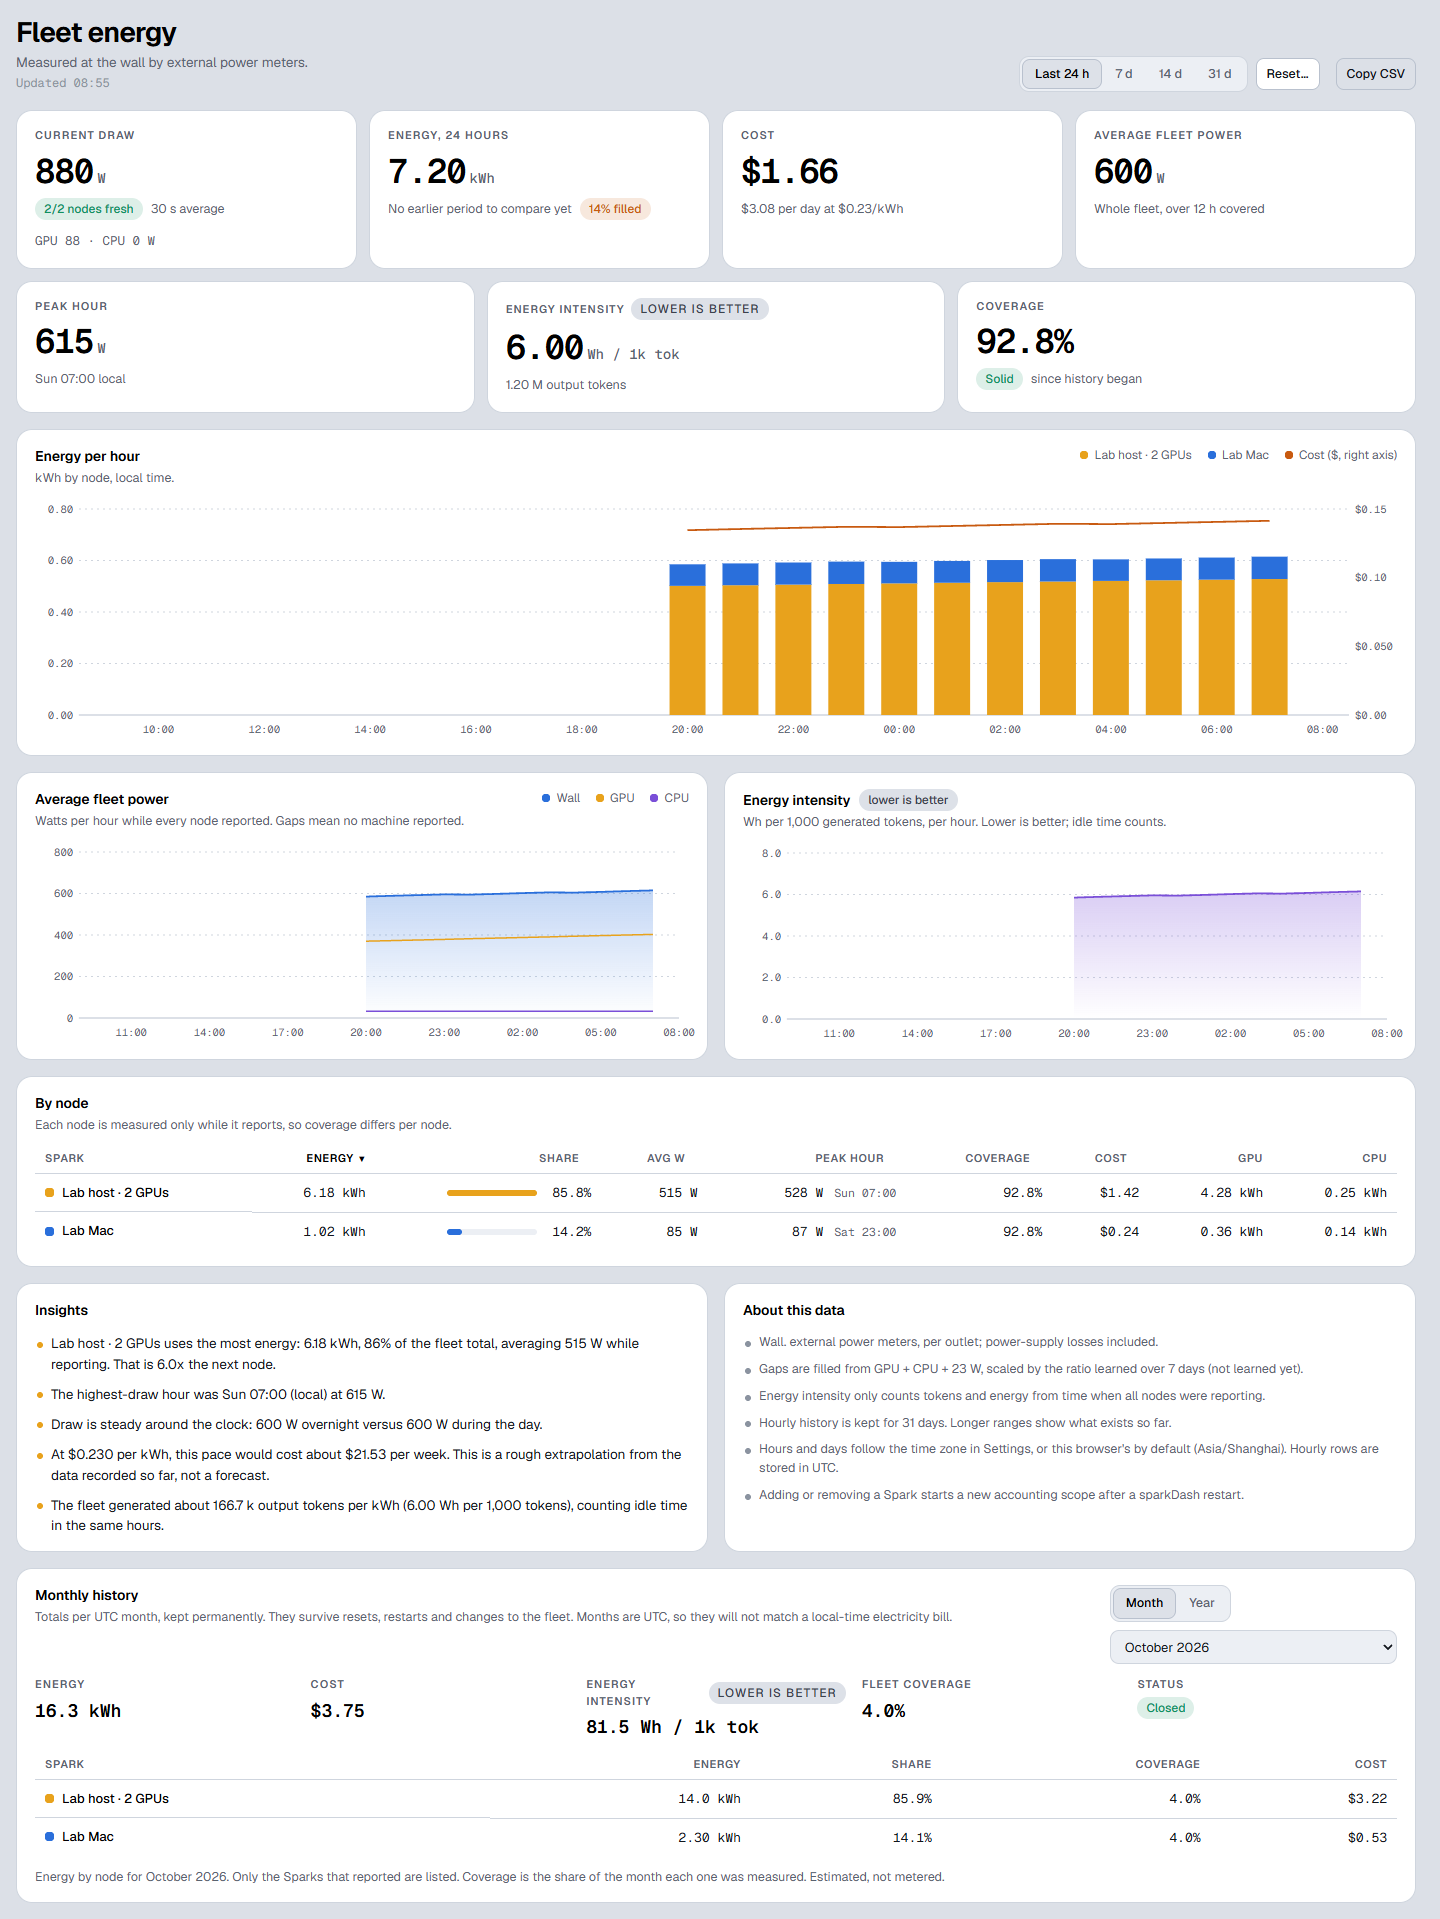 Fleet energy
Measured at the wall by external power meters.
Updated 08:55
Last 24 h 7 d 14 d 31 d Reset… Copy CSV
CURRENT DRAW
880 W
2/2 nodes fresh 30 s average
GPU 88 · CPU 0 W
ENERGY, 24 HOURS
7.20 kWh
No earlier period to compare yet 14% filled
COST
$1.66
$3.08 per day at $0.23/kWh
AVERAGE FLEET POWER
600 W
Whole fleet, over 12 h covered
PEAK HOUR
615 W
Sun 07:00 local
ENERGY INTENSITY LOWER IS BETTER
6.00 Wh / 1k tok
1.20 M output tokens
COVERAGE
92.8%
Solid since history began
Energy per hour
kWh by node, local time.
Lab host · 2 GPUs Lab Mac Cost ($, right axis)
0.80 $0.15
0.60 $0.10
0.40
0.20 $0.050
0.00 $0.00
10:00 12:00 14:00 16:00 18:00 20:00 22:00 00:00 02:00 04:00 06:00 08:00
Average fleet power
Wall GPU CPU
Watts per hour while every node reported. Gaps mean no machine reported.
800
600
400
200
0
11:00 14:00 17:00 20:00 23:00 02:00 05:00 08:00
Energy intensity lower is better
Wh per 1,000 generated tokens, per hour. Lower is better; idle time counts.
8.0
6.0
4.0
2.0
0.0
11:00 14:00 17:00 20:00 23:00 02:00 05:00 08:00
By node
Each node is measured only while it reports, so coverage differs per node.
SPARK ENERGY ▼ SHARE AVG W PEAK HOUR COVERAGE COST GPU CPU
Lab host · 2 GPUs 6.18 kWh 85.8% 515 W 528 W Sun 07:00 92.8% $1.42 4.28 kWh 0.25 kWh
Lab Mac 1.02 kWh 14.2% 85 W 87 W Sat 23:00 92.8% $0.24 0.36 kWh 0.14 kWh
Insights
Lab host · 2 GPUs uses the most energy: 6.18 kWh, 86% of the fleet total, averaging 515 W while
reporting. That is 6.0x the next node.
The highest-draw hour was Sun 07:00 (local) at 615 W.
Draw is steady around the clock: 600 W overnight versus 600 W during the day.
At $0.230 per kWh, this pace would cost about $21.53 per week. This is a rough extrapolation from the
data recorded so far, not a forecast.
The fleet generated about 166.7 k output tokens per kWh (6.00 Wh per 1,000 tokens), counting idle time
in the same hours.
About this data
Wall. external power meters, per outlet; power-supply losses included.
Gaps are filled from GPU + CPU + 23 W, scaled by the ratio learned over 7 days (not learned yet).
Energy intensity only counts tokens and energy from time when all nodes were reporting.
Hourly history is kept for 31 days. Longer ranges show what exists so far.
Hours and days follow the time zone in Settings, or this browser's by default (Asia/Shanghai). Hourly rows are
stored in UTC.
Adding or removing a Spark starts a new accounting scope after a sparkDash restart.
Monthly history
Totals per UTC month, kept permanently. They survive resets, restarts and changes to the fleet. Months are UTC, so they will not match a local-time electricity bill.
Month Year
October 2026
ENERGY
16.3 kWh
COST
$3.75
ENERGY
INTENSITY LOWER IS BETTER
81.5 Wh / 1k tok
FLEET COVERAGE
4.0%
STATUS
Closed
SPARK ENERGY SHARE COVERAGE COST
Lab host · 2 GPUs 14.0 kWh 85.9% 4.0% $3.22
Lab Mac 2.30 kWh 14.1% 4.0% $0.53
Energy by node for October 2026. Only the Sparks that reported are listed. Coverage is the share of the month each one was measured. Estimated, not metered.